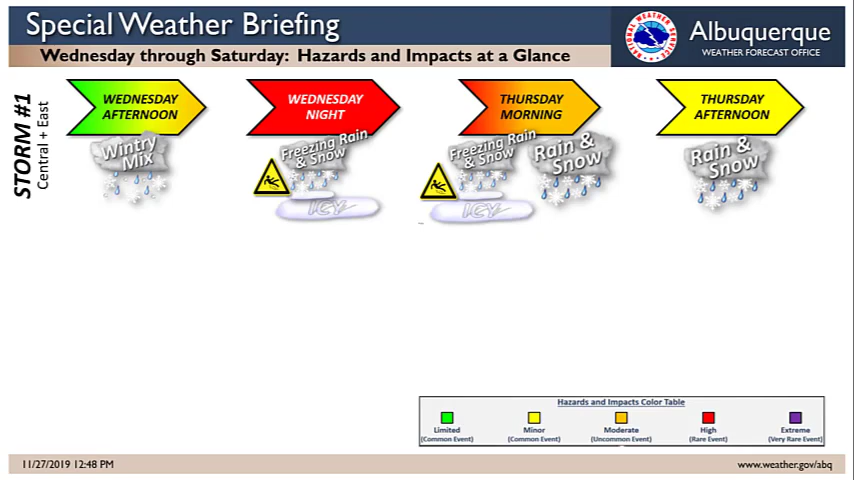 Special Weather Briefing
Wednesday through Saturday: Hazards and Impacts at a Glance
NATIONAL WEATHER SERVICE
Albuquerque
WEATHER FORECAST OFFICE
STORM #1
Central + East
WEDNESDAY
AFTERNOON
WEDNESDAY
NIGHT
THURSDAY
MORNING
THURSDAY
AFTERNOON
Wintry
Mix
Freezing Rain
& Snow
ICY
Freezing Rain
& Snow
ICY
Rain &
Snow
Rain &
Snow
Hazards and Impacts Color Table
Limited
(Common Event)
Minor
(Common Event)
Moderate
(Uncommon Event)
High
(Rare Event)
Extreme
(Very Rare Event)
11/27/2019 12:48 PM
www.weather.gov/abq